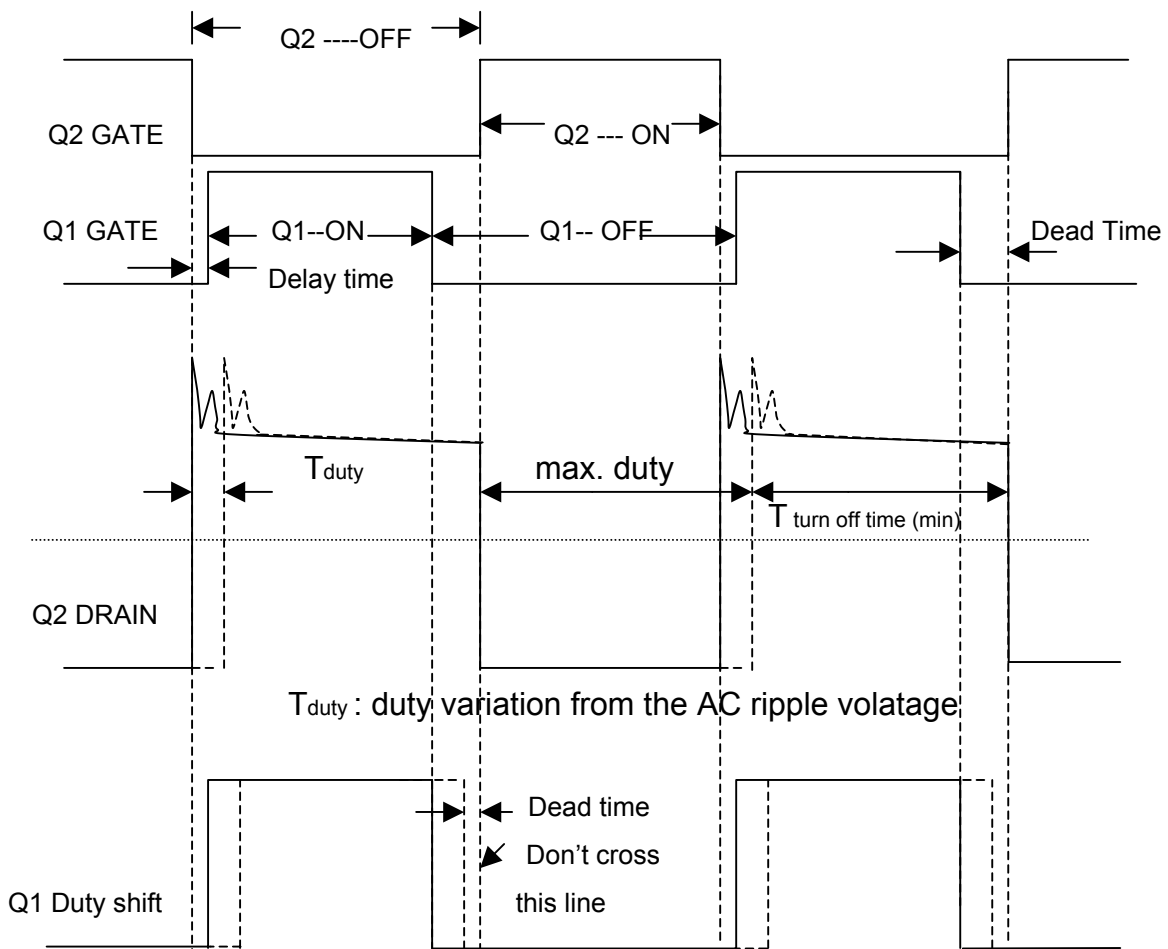 Q2 ----OFF
Q2 GATE
Q2 --- ON
Q1 GATE
Q1--ON
Q1-- OFF
Dead Time
Delay time
Tduty
max. duty
T turn off time (min)
Q2 DRAIN
Tduty : duty variation from the AC ripple volatage
Dead time
Don't cross
this line
Q1 Duty shift